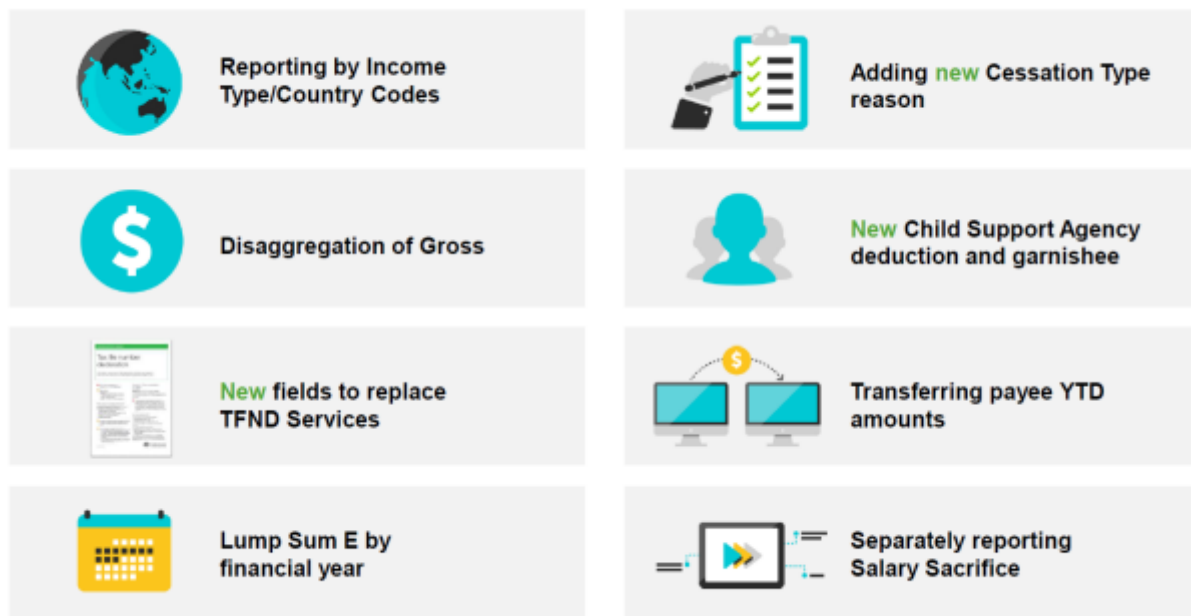 Reporting by Income
Type/Country Codes
Adding new Cessation Type
reason
$
Disaggregation of Gross
New Child Support Agency
deduction and garnishee
New fields to replace
TFND Services
$
Transferring payee YTD
amounts
Lump Sum E by
financial year
Separately reporting
Salary Sacrifice